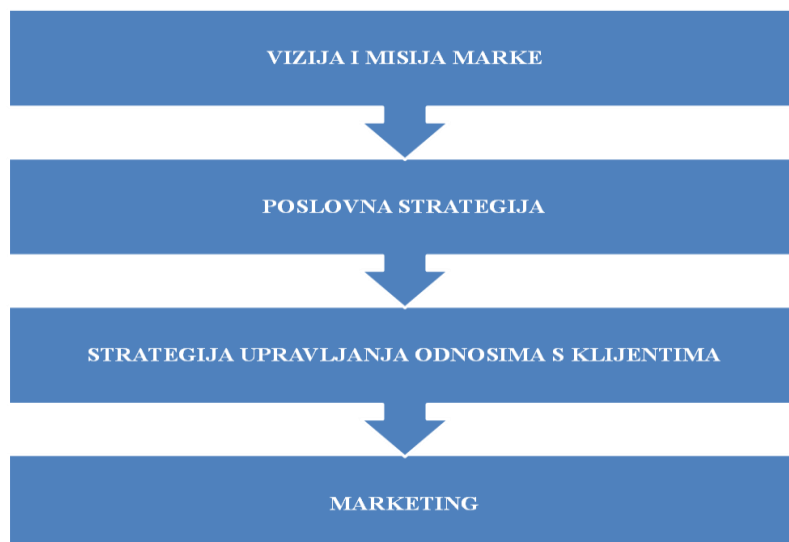 VIZIJA I MISIJA MARKE
POSLOVNA STRATEGIJA
STRATEGIJA UPRAVLJANJA ODNOSIMA S KLIJENTIMA
MARKETING